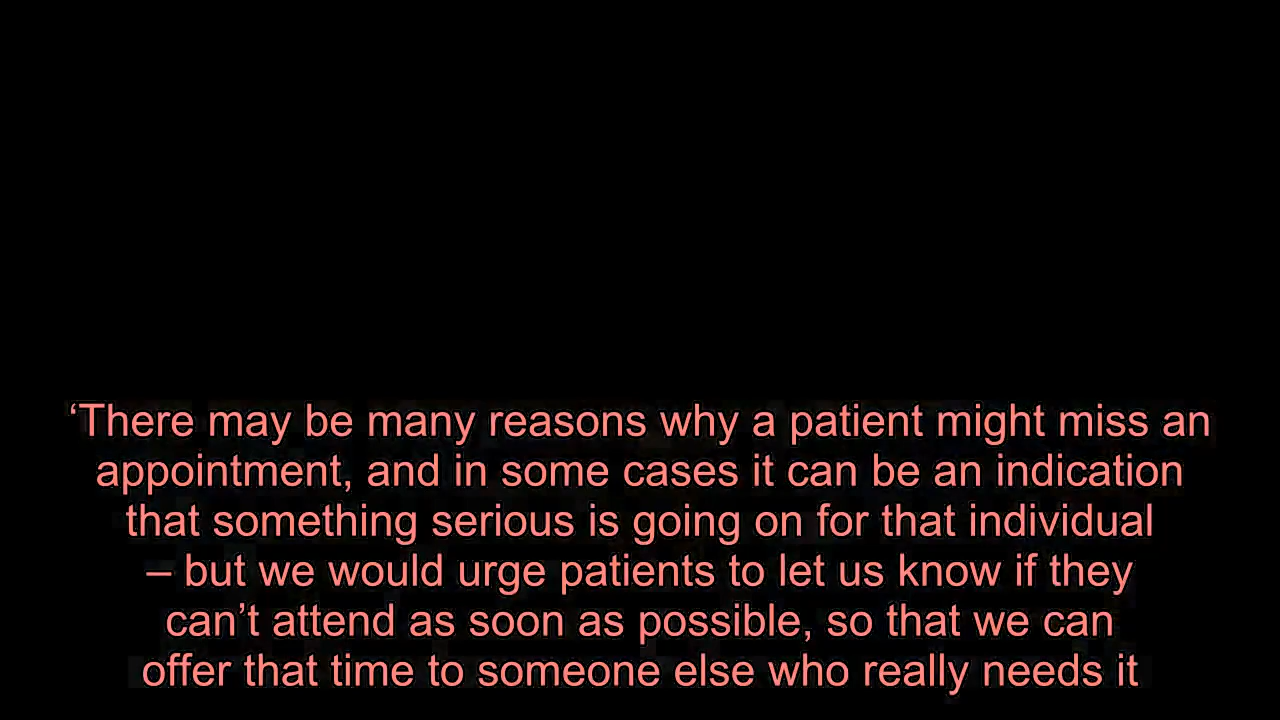 ‘There may be many reasons why a patient might miss an
appointment, and in some cases it can be an indication
that something serious is going on for that individual
– but we would urge patients to let us know if they
can’t attend as soon as possible, so that we can
offer that time to someone else who really needs it